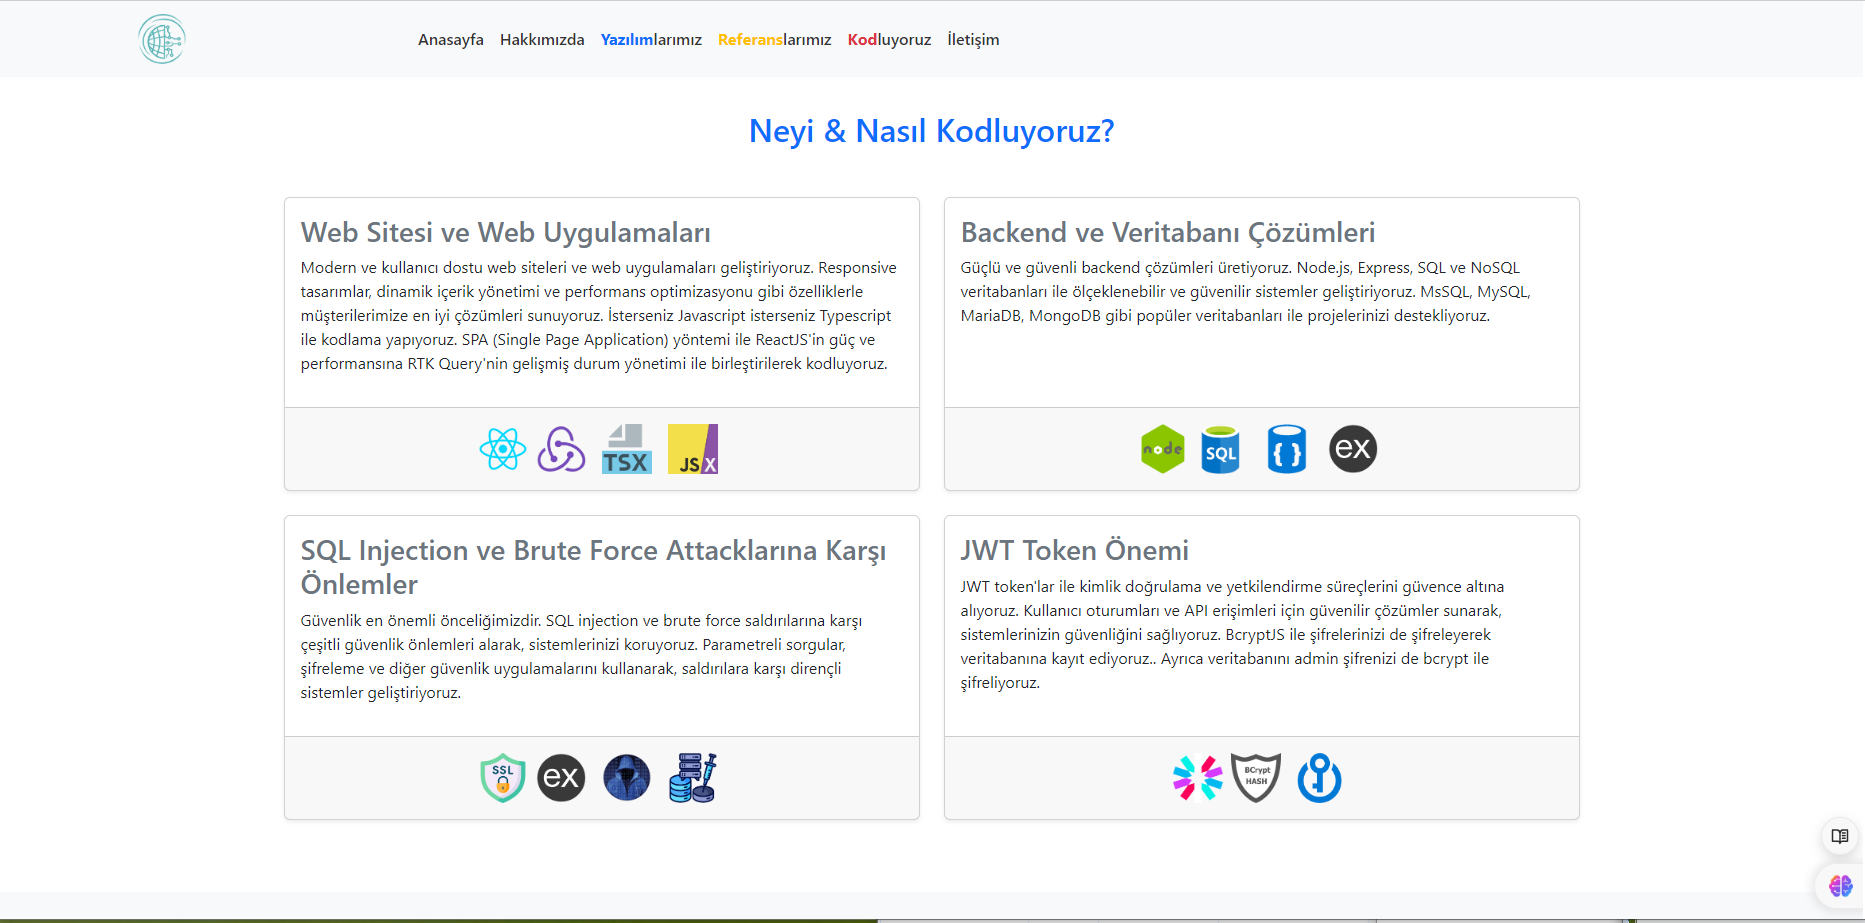 Anasayfa Hakkımızda Yazılımlarımız Referanslarımız Kodluyoruz İletişim
Neyi & Nasıl Kodluyoruz?
Web Sitesi ve Web Uygulamaları
Modern ve kullanıcı dostu web siteleri ve web uygulamaları geliştiriyoruz. Responsive
tasarımlar, dinamik içerik yönetimi ve performans optimizasyonu gibi özelliklerle
müşterilerimize en iyi çözümleri sunuyoruz. İsterseniz Javascript isterseniz Typescript
ile kodlama yapıyoruz. SPA (Single Page Application) yöntemi ile ReactJS'in güç ve
performansına RTK Query'nin gelişmiş durum yönetimi ile birleştirilerek kodluyoruz.
TSX
JSX
Backend ve Veritabanı Çözümleri
Güçlü ve güvenli backend çözümleri üretiyoruz. Node.js, Express, SQL ve NoSQL
veritabanları ile ölçeklenebilir ve güvenilir sistemler geliştiriyoruz. MsSQL, MySQL,
MariaDB, MongoDB gibi popüler veritabanları ile projelerinizi destekliyoruz.
node
SQL
{ }
ex
SQL Injection ve Brute Force Attacklarına Karşı
Önlemler
Güvenlik en önemli önceliğimizdir. SQL injection ve brute force saldırılarına karşı
çeşitli güvenlik önlemleri alarak, sistemlerinizi koruyoruz. Parametreli sorgular,
şifreleme ve diğer güvenlik uygulamalarını kullanarak, saldırılara karşı dirençli
sistemler geliştiriyoruz.
SSL
ex
JWT Token Önemi
JWT token'lar ile kimlik doğrulama ve yetkilendirme süreçlerini güvence altına
alıyoruz. Kullanıcı oturumları ve API erişimleri için güvenilir çözümler sunarak,
sistemlerinizin güvenliğini sağlıyoruz. BcryptJS ile şifrelerinizi de şifreleyerek
veritabanına kayıt ediyoruz.. Ayrıca veritabanını admin şifrenizi de bcrypt ile
şifreliyoruz.
BCrypt
HASH